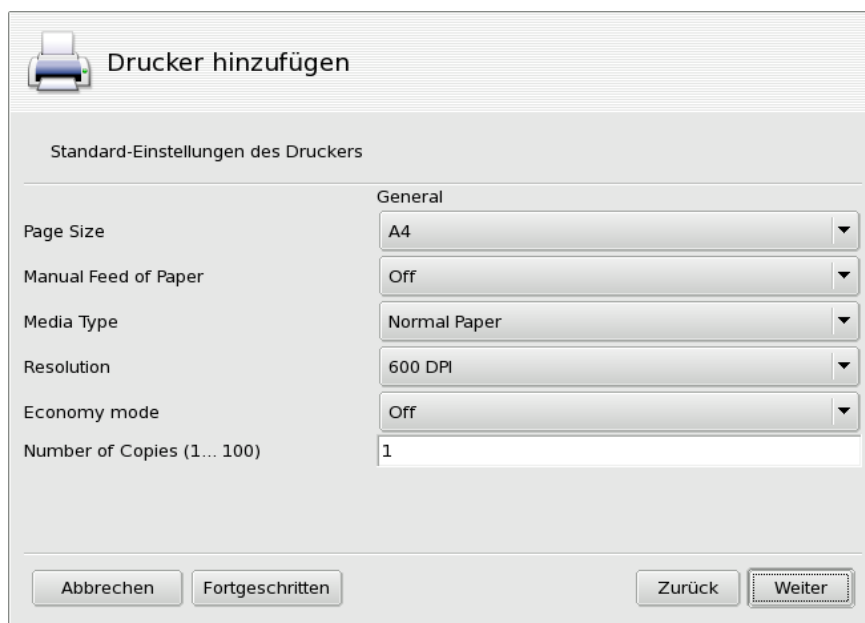 Drucker hinzufügen
Standard-Einstellungen des Druckers
General
Page Size A4
Manual Feed of Paper Off
Media Type Normal Paper
Resolution 600 DPI
Economy mode Off
Number of Copies (1... 100) 1
Abbrechen Fortgeschritten Zurück Weiter